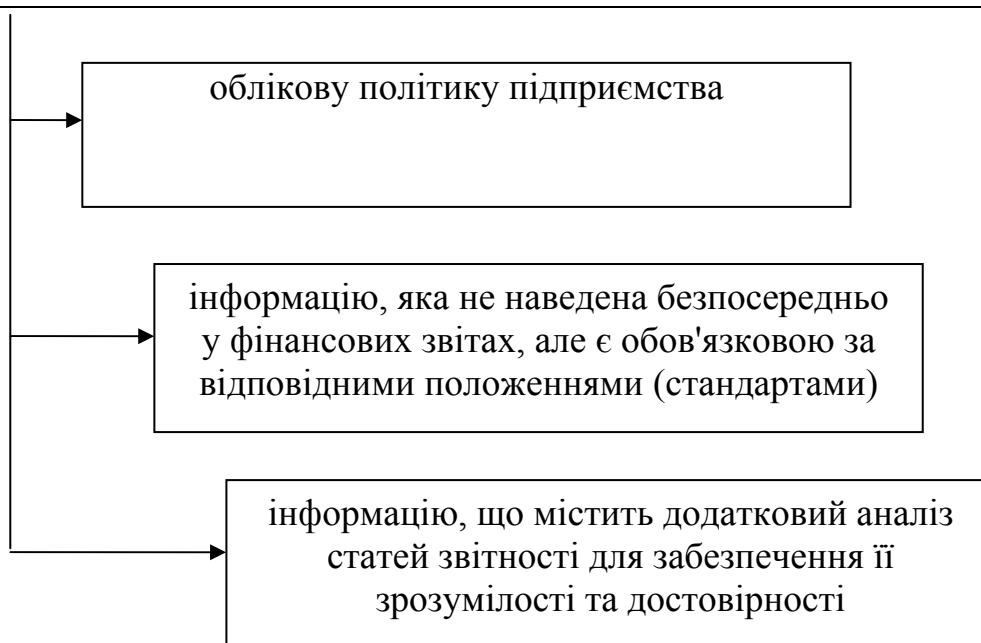 облікову політику підприємства
інформацію, яка не наведена безпосередньо
у фінансових звітах, але є обов'язковою за
відповідними положеннями (стандартами)
інформацію, що містить додатковий аналіз
статей звітності для забезпечення її
зрозумілості та достовірності